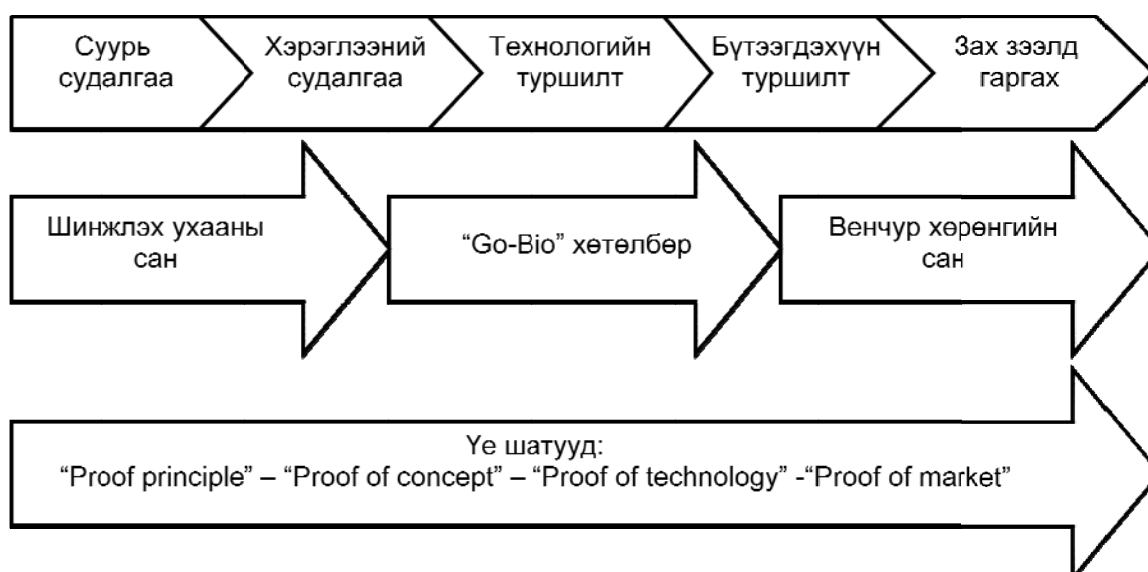 Суурь
судалгаа
Хэрэглээний
судалгаа
Технологийн
туршилт
Бүтээгдэхүүн
туршилт
Зах зээлд
гаргах
Шинжлэх ухааны
сан
“Go-Bio” хөтөлбөр
Венчур хөрөнгийн
сан
Үе шатууд:
“Proof principle” – “Proof of concept” – “Proof of technology” -“Proof of market”